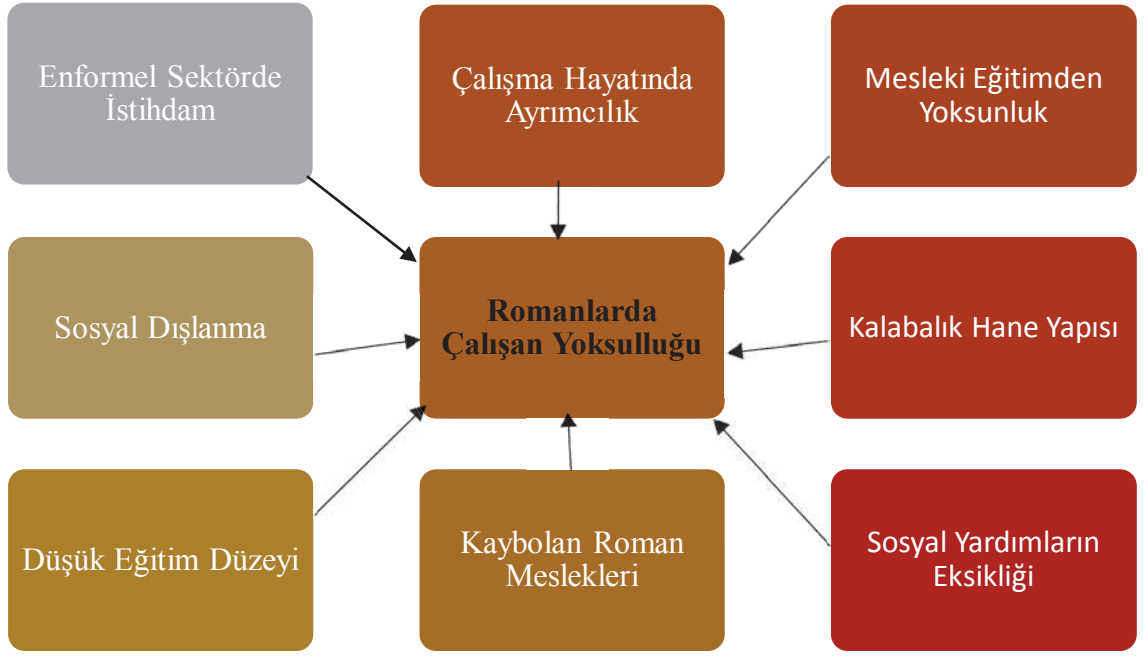 Enformel Sektörde
İstihdam
Çalışma Hayatında
Ayrımcılık
Mesleki Eğitimden
Yoksunluk
Sosyal Dışlanma
Romanlarda
Çalışan Yoksulluğu
Kalabalık Hane Yapısı
Düşük Eğitim Düzeyi
Kaybolan Roman
Meslekleri
Sosyal Yardımların
Eksikliği